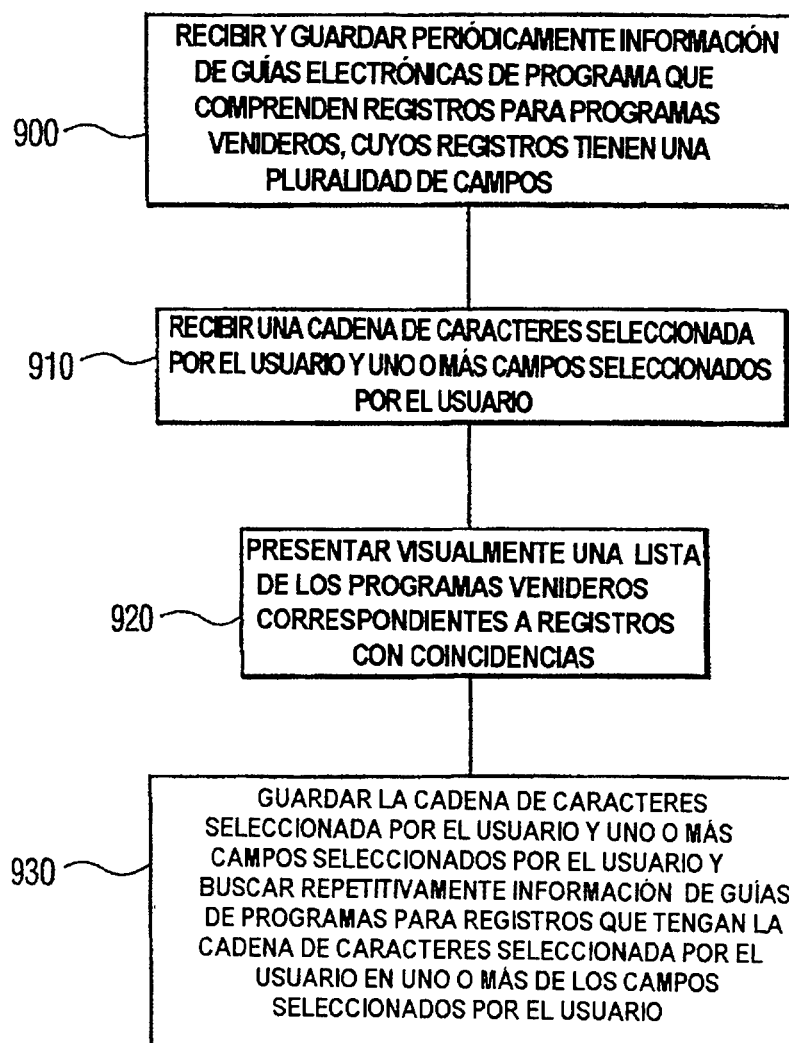 RECIBIR Y GUARDAR PERIÓDICAMENTE INFORMACIÓN
DE GUÍAS ELECTRÓNICAS DE PROGRAMA QUE
COMPRENDEN REGISTROS PARA PROGRAMAS
900
VENIDEROS, CUYOS REGISTROS TIENEN UNA
PLURALIDAD DE CAMPOS
RECIBIR UNA CADENA DE CARACTERES SELECCIONADA
910
POR EL USUARIO Y UNO O MÁS CAMPOS SELECCIONADOS
POR EL USUARIO
PRESENTAR VISUALMENTE UNA LISTA
DE LOS PROGRAMAS VENIDEROS
920
CORRESPONDIENTES A REGISTROS
CON COINCIDENCIAS
GUARDAR LA CADENA DE CARACTERES
SELECCIONADA POR EL USUARIO Y UNO O MÁS
CAMPOS SELECCIONADOS POR EL USUARIO Y
930
BUSCAR REPETITIVAMENTE INFORMACIÓN DE GUÍAS
DE PROGRAMAS PARA REGISTROS QUE TENGAN LA
CADENA DE CARACTERES SELECCIONADA POR EL
USUARIO EN UNO O MÁS DE LOS CAMPOS
SELECCIONADOS POR EL USUARIO